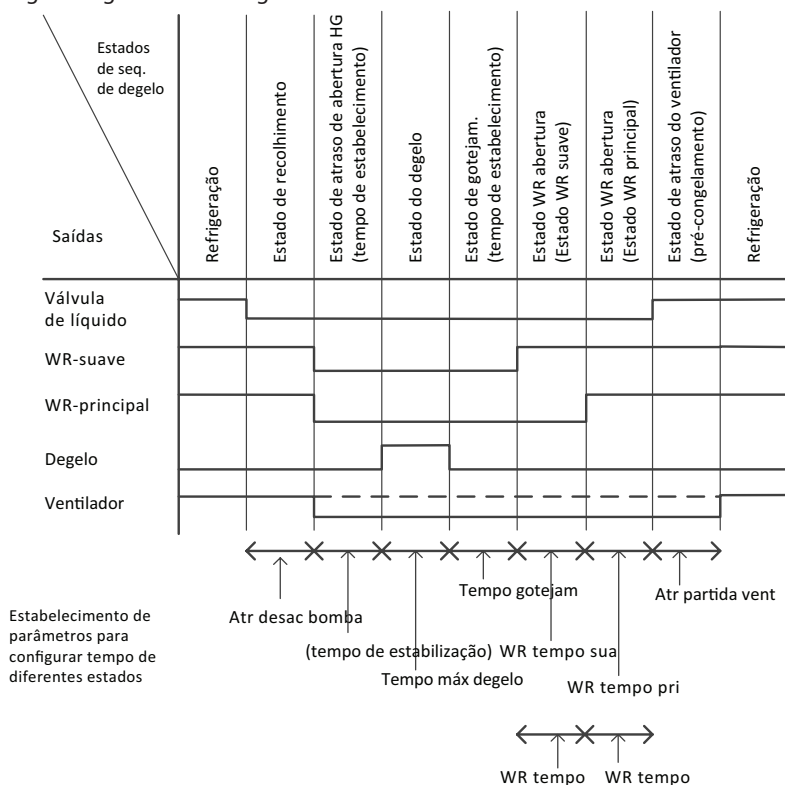 Estados
de seq.
de degelo
Saídas
Refrigeração
Estado de recolhimento
Estado de atraso de abertura HG
(tempo de estabelecimento)
Estado do degelo
Estado de gotejam.
(tempo de estabelecimento)
Estado WR abertura
(Estado WR suave)
Estado WR abertura
(Estado WR principal)
Estado de atraso do ventilador
(pré-congelamento)
Refrigeração
Válvula
de líquido
WR-suave
WR-principal
Degelo
Ventilador
Estabelecimento de
parâmetros para
configurar tempo de
diferentes estados
Atr desac bomba
(tempo de estabilização)
Tempo máx degelo
Tempo gotejam
WR tempo sua
WR tempo pri
Atr partida vent
WR tempo
WR tempo